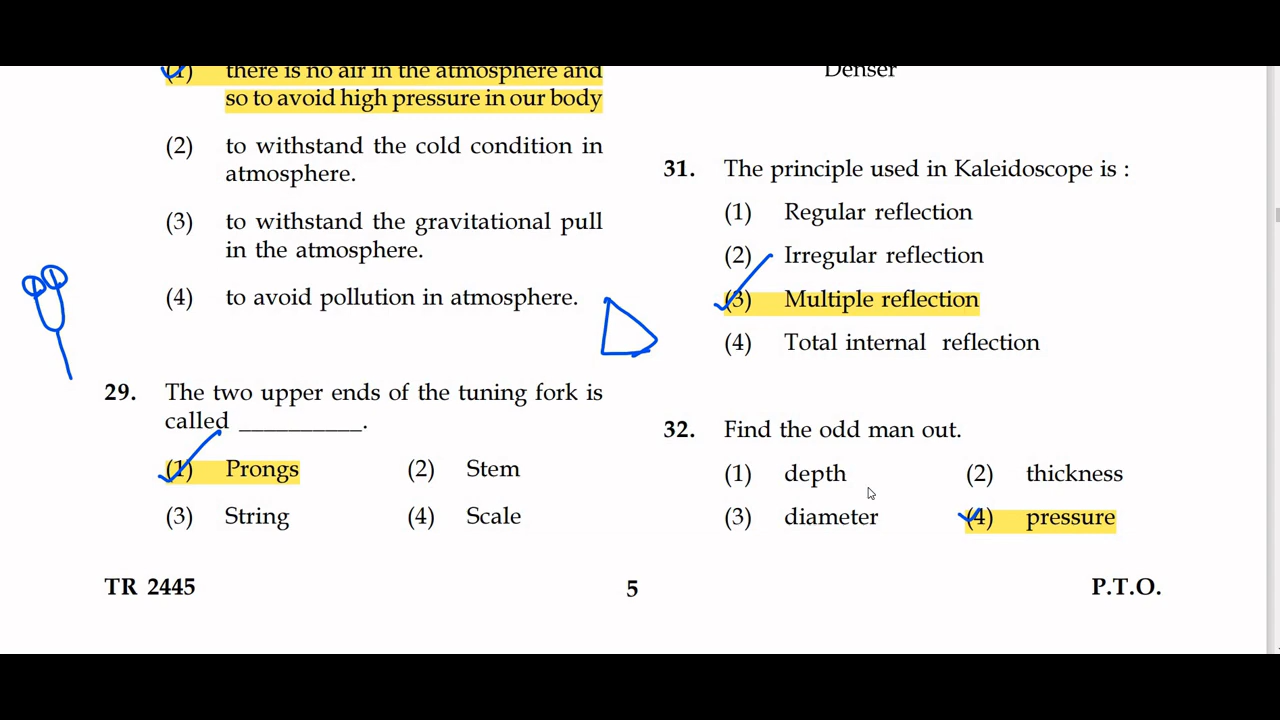 (1) there is no air in the atmosphere and
so to avoid high pressure in our body
(2) to withstand the cold condition in
atmosphere.
(3) to withstand the gravitational pull
in the atmosphere.
(4) to avoid pollution in atmosphere.
29. The two upper ends of the tuning fork is
called __________.
(1) Prongs (2) Stem
(3) String (4) Scale
Denser
31. The principle used in Kaleidoscope is :
(1) Regular reflection
(2) Irregular reflection
(3) Multiple reflection
(4) Total internal reflection
32. Find the odd man out.
(1) depth (2) thickness
(3) diameter (4) pressure
TR 2445 5 P.T.O.